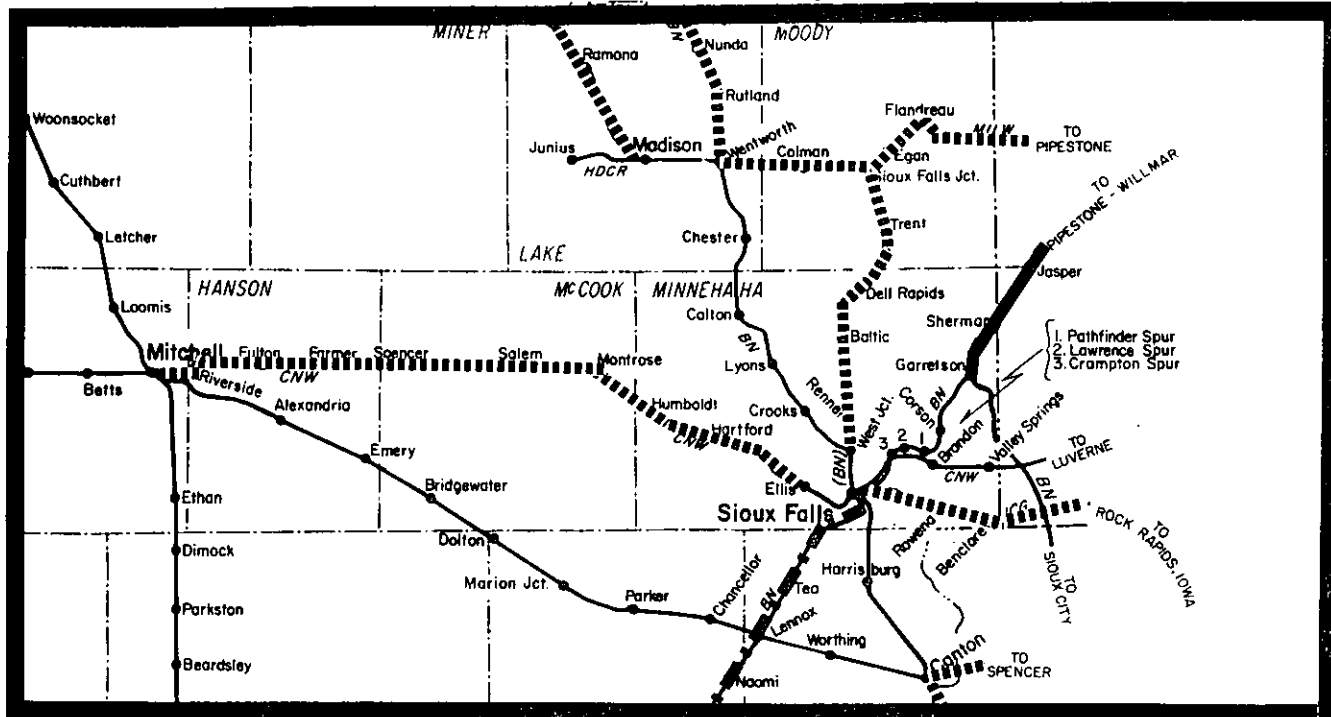 MINER
MOODY
BN
Ramona
Nunda
Rutland
Flandreau
MILW
TO
PIPESTONE
Woonsocket
Junius
Madison
HDCR
Wentworth
Colman
Egan
Sioux Falls Jct.
Cuthbert
TO
PIPESTONE - WILLMAR
Trent
Letcher
Chester
LAKE
Jasper
HANSON
McCOOK
MINNEHAHA
Dell Rapids
Loomis
Colton
BN
Sherman
Baltic
1. Pathfinder Spur
2. Lawrence Spur
3. Crampton Spur
Mitchell
Fulton
Farmer
Spencer
Salem
Montrose
CNW
Lyons
Garretson
Betts
Riverside
Alexandria
Humboldt
Renner
Crooks
West Jct.
Corson
BN
Hartford
CNW
3
2
1
Brandon
Valley Springs
TO
LUVERNE
CNW
Emery
(BN)
Ellis
BN
Bridgewater
Ethan
Sioux Falls
Rowena
ICG
TO
ROCK RAPIDS, IOWA
Benclare
Dolton
Dimock
Harrisburg
TO
SIOUX CITY
Marion Jct.
Chancellor
BN
Tea
Parkston
Parker
Lennox
Worthing
Canton
TO
SPENCER
Beardsley
Naomi